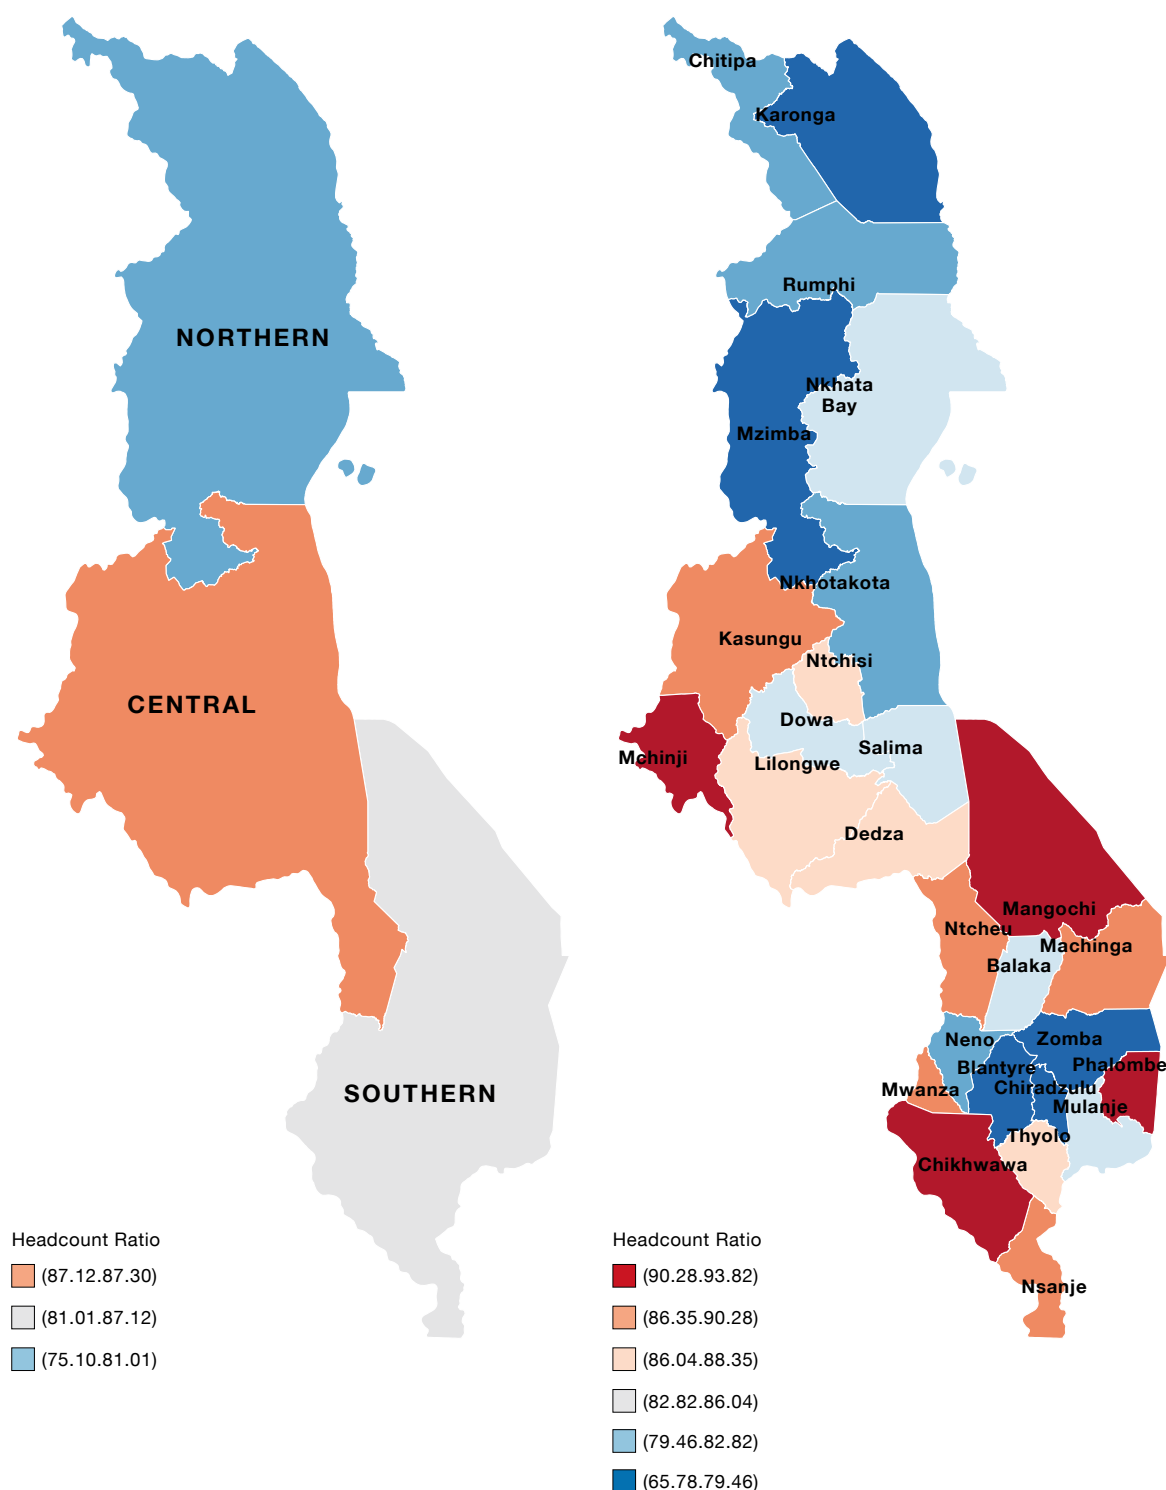 NORTHERN
CENTRAL
SOUTHERN
Headcount Ratio
(87.12.87.30)
(81.01.87.12)
(75.10.81.01)
Chitipa
Karonga
Rumphi
Nkhata
Bay
Mzimba
Nkhotakota
Kasungu
Ntchisi
Dowa
Salima
Mchinji
Lilongwe
Dedza
Mangochi
Ntcheu
Machinga
Balaka
Neno
Zomba
Blantyre
Phalombe
Mwanza
Chiradzulu
Mulanje
Thyolo
Chikhwawa
Nsanje
Headcount Ratio
(90.28.93.82)
(86.35.90.28)
(86.04.88.35)
(82.82.86.04)
(79.46.82.82)
(65.78.79.46)